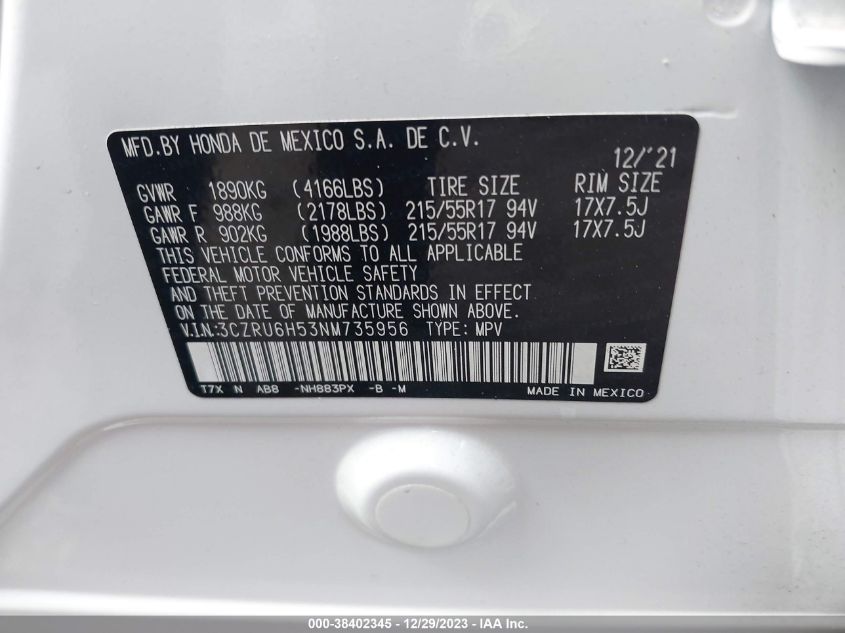 MFD.BY HONDA DE MEXICO S.A. DE C.V.
12/'21
GVWR 1890KG (4166LBS) TIRE SIZE RIM SIZE
GAWR F 988KG (2178LBS) 215/55R17 94V 17X7.5J
GAWR R 902KG (1988LBS) 215/55R17 94V 17X7.5J
THIS VEHICLE CONFORMS TO ALL APPLICABLE
FEDERAL MOTOR VEHICLE SAFETY
AND THEFT PREVENTION STANDARDS IN EFFECT
ON THE DATE OF MANUFACTURE SHOWN ABOVE.
V.I.N:3CZRU6H53NM735956 TYPE: MPV
T7X N AB8 -NH883PX -B -M MADE IN MEXICO
000-38402345 - 12/29/2023 - IAA Inc.